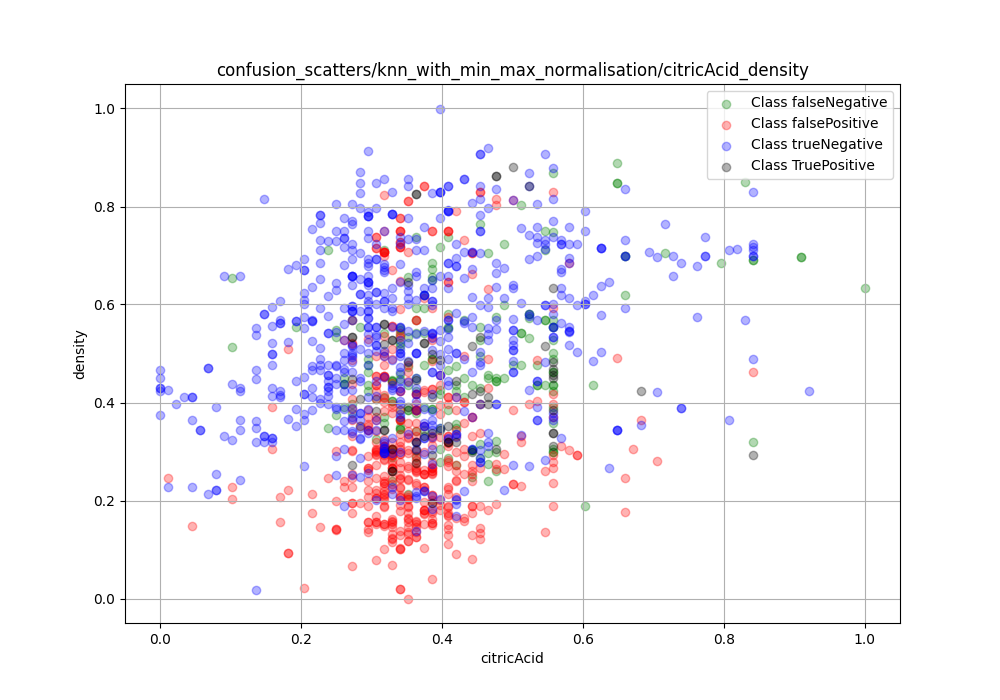 confusion_scatters/knn_with_min_max_normalisation/citricAcid_density
Class falseNegative
Class falsePositive
Class trueNegative
Class TruePositive
1.0
0.8
0.6
0.4
0.2
0.0
density
0.0 0.2 0.4 0.6 0.8 1.0
citricAcid